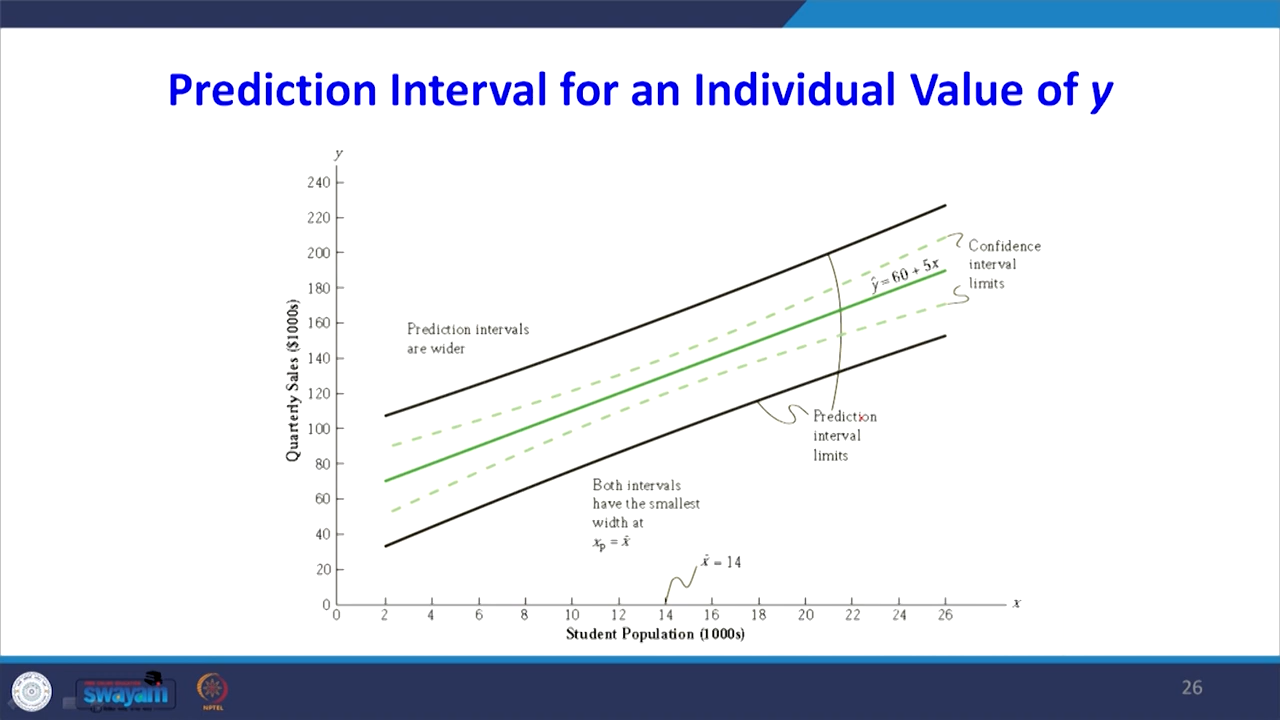 Prediction Interval for an Individual Value of y
y
240
220
200
180
160
140
120
100
80
60
40
20
0
Quarterly Sales ($1000s)
Prediction intervals
are wider
ŷ = 60 + 5x
Confidence
interval
limits
Prediction
interval
limits
Both intervals
have the smallest
width at
xₚ = x̄
x̄ = 14
0 2 4 6 8 10 12 14 16 18 20 22 24 26
x
Student Population (1000s)
swayam
NPTEL
26